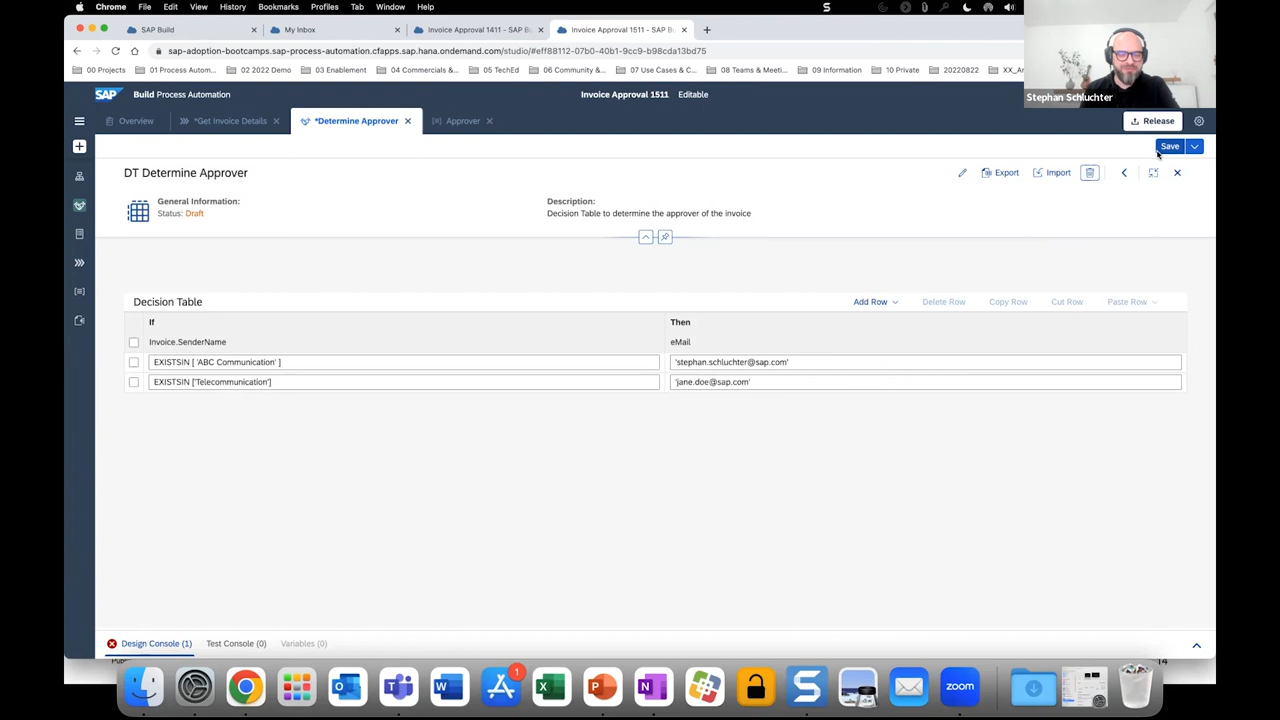 Chrome File Edit View History Bookmarks Profiles Tab Window Help
SAP Build
My Inbox
Invoice Approval 1411 - SAP B
Invoice Approval 1511 - SAP B
sap-adoption-bootcamps.sap-process-automation.cfapps.sap.hana.ondemand.com/studio/#eff88112-07b0-40b1-9cc9-b98cda13bd75
00 Projects 01 Process Autom... 02 2022 Demo 03 Enablement 04 Commercials &... 05 TechEd 06 Community &... 07 Use Cases & C... 08 Teams & Meeti... 09 Information 10 Private 20220822 XX_Ar
Stephan Schluchter
SAP Build Process Automation
Invoice Approval 1511 Editable
Overview *Get Invoice Details *Determine Approver Approver
Release
Save
DT Determine Approver
Export Import
General Information:
Status: Draft
Description:
Decision Table to determine the approver of the invoice
Decision Table
Add Row Delete Row Copy Row Cut Row Paste Row
If Then
Invoice.SenderName eMail
EXISTSIN [ 'ABC Communication' ] 'stephan.schluchter@sap.com'
EXISTSIN ['Telecommunication'] 'jane.doe@sap.com'
Design Console (1) Test Console (0) Variables (0)
14
1
zoom